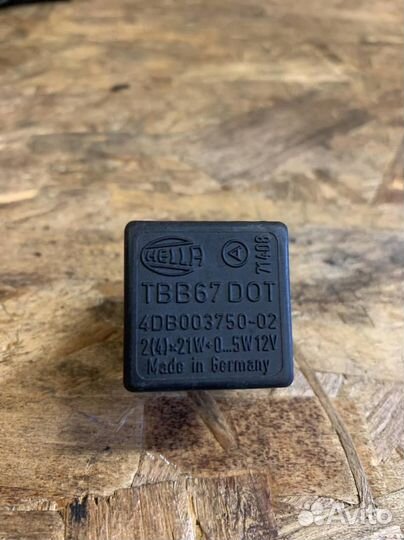 HELLA A 71408
TBB67 DOT
4DB003750-02
2(4)×21W+0...5W12V
Made in Germany
Avito